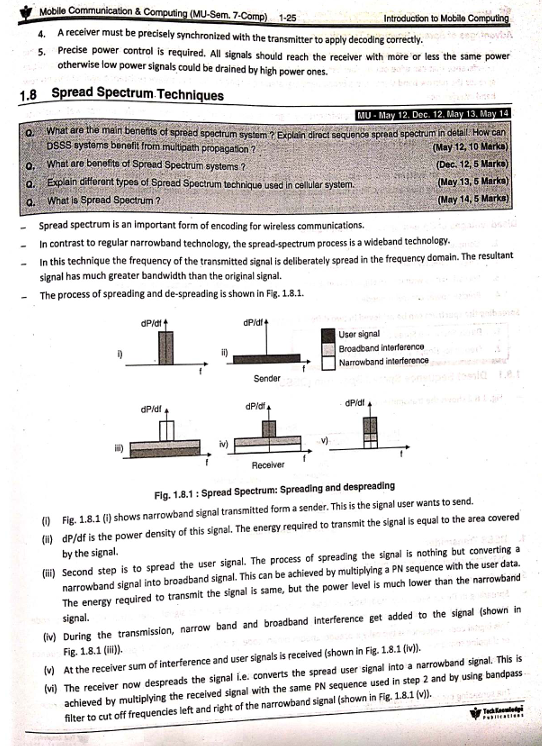 Mobile Communication & Computing (MU-Sem. 7-Comp) 1-25 Introduction to Mobile Computing
4. A receiver must be precisely synchronized with the transmitter to apply decoding correctly.
5. Precise power control is required. All signals should reach the receiver with more or less the same power
otherwise low power signals could be drained by high power ones.
1.8 Spread Spectrum Techniques
MU - May 12, Dec. 12, May 13, May 14
Q. What are the main benefits of spread spectrum system ? Explain direct sequence spread spectrum in detail. How can
DSSS systems benefit from multipath propagation ? (May 12, 10 Marks)
Q. What are benefits of Spread Spectrum systems ? (Dec. 12, 5 Marks)
Q. Explain different types of Spread Spectrum technique used in cellular system. (May 13, 5 Marks)
Q. What is Spread Spectrum ? (May 14, 5 Marks)
– Spread spectrum is an important form of encoding for wireless communications.
– In contrast to regular narrowband technology, the spread-spectrum process is a wideband technology.
– In this technique the frequency of the transmitted signal is deliberately spread in the frequency domain. The resultant
signal has much greater bandwidth than the original signal.
– The process of spreading and de-spreading is shown in Fig. 1.8.1.
dP/df dP/df
i) f ii) f
User signal
Broadband interference
Narrowband interference
Sender
dP/df dP/df dP/df
iii) f iv) f v) f
Receiver
Fig. 1.8.1 : Spread Spectrum: Spreading and despreading
(i) Fig. 1.8.1 (i) shows narrowband signal transmitted form a sender. This is the signal user wants to send.
(ii) dP/df is the power density of this signal. The energy required to transmit the signal is equal to the area covered
by the signal.
(iii) Second step is to spread the user signal. The process of spreading the signal is nothing but converting a
narrowband signal into broadband signal. This can be achieved by multiplying a PN sequence with the user data.
The energy required to transmit the signal is same, but the power level is much lower than the narrowband
signal.
(iv) During the transmission, narrow band and broadband interference get added to the signal (shown in
Fig. 1.8.1 (iii)).
(v) At the receiver sum of interference and user signals is received (shown in Fig. 1.8.1 (iv)).
(vi) The receiver now despreads the signal i.e. converts the spread user signal into a narrowband signal. This is
achieved by multiplying the received signal with the same PN sequence used in step 2 and by using bandpass
filter to cut off frequencies left and right of the narrowband signal (shown in Fig. 1.8.1 (v)).
TechKnowledge
Publications